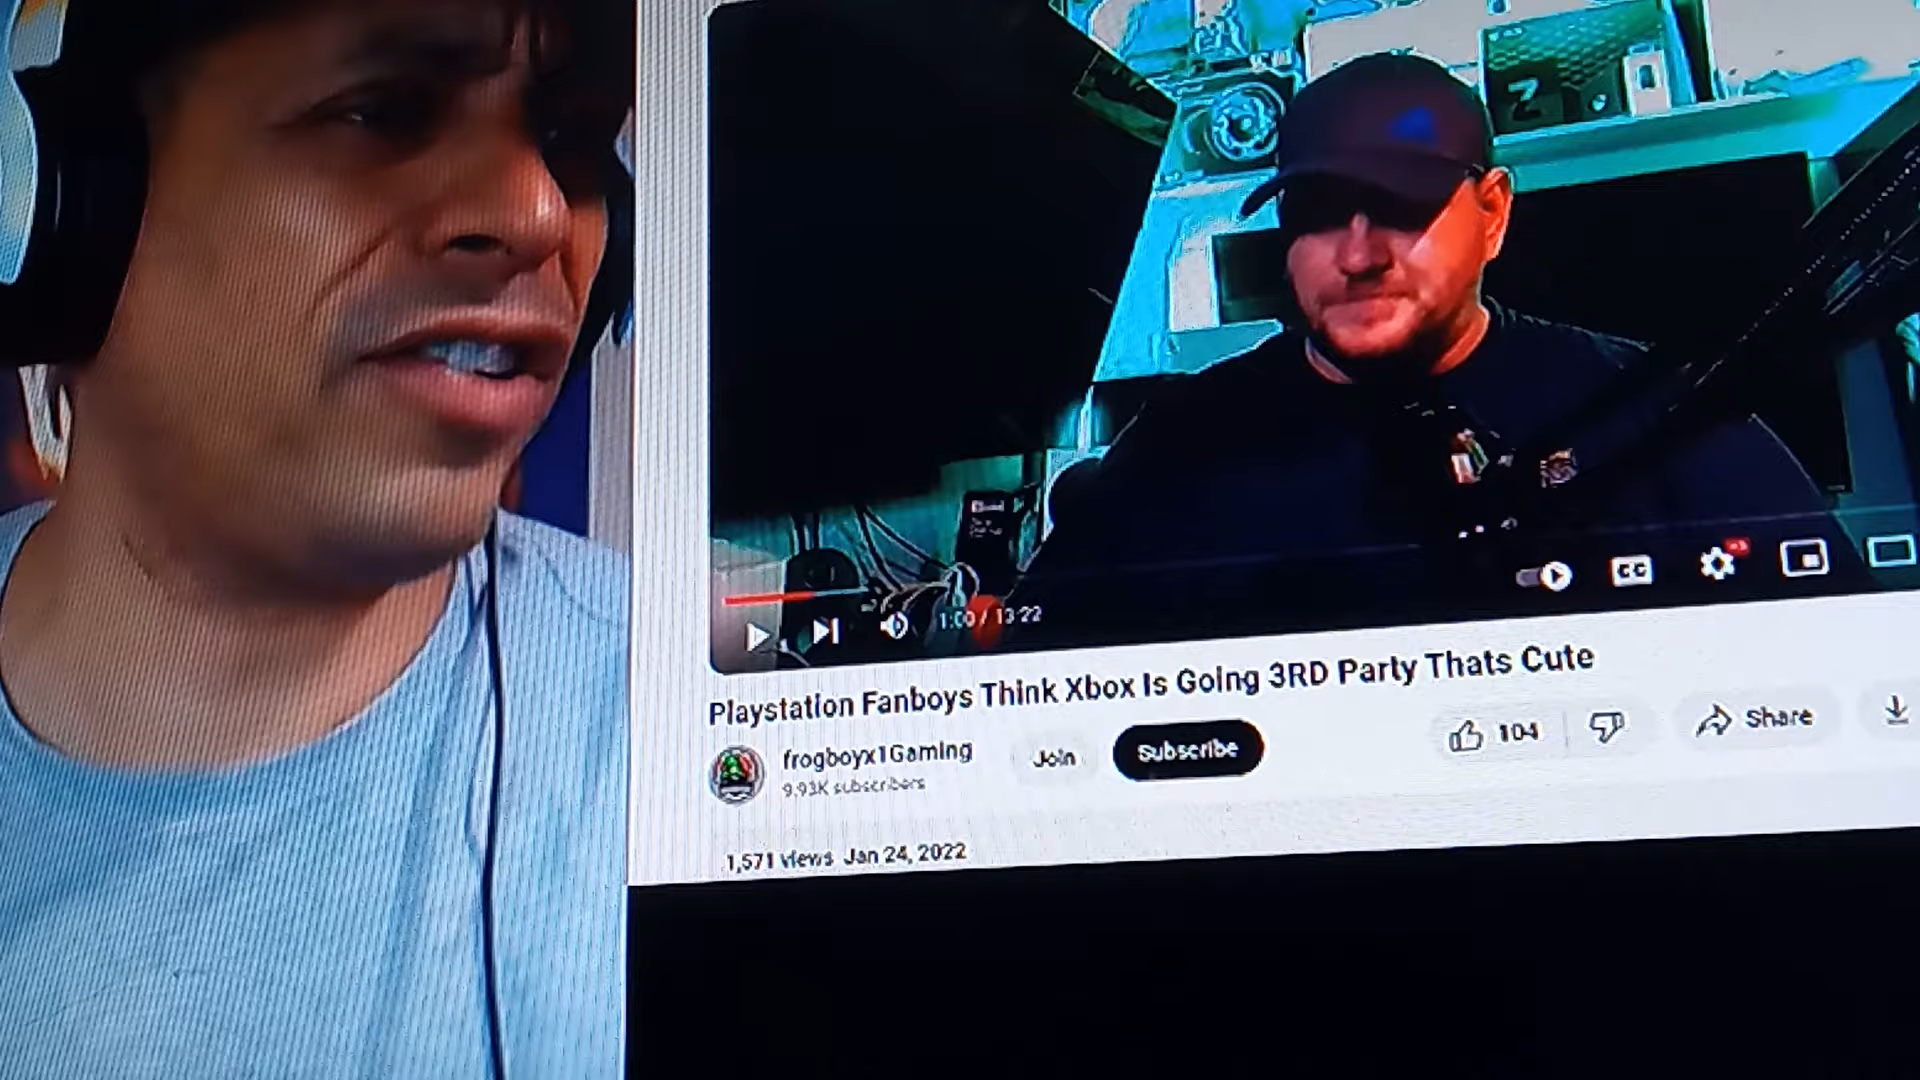 Z
CC
1:00 / 13:22
Playstation Fanboys Think Xbox Is Going 3RD Party Thats Cute
frogboyx1Gaming
9.93K subscribers
Join
Subscribe
104
Share
1,571 views Jan 24, 2022